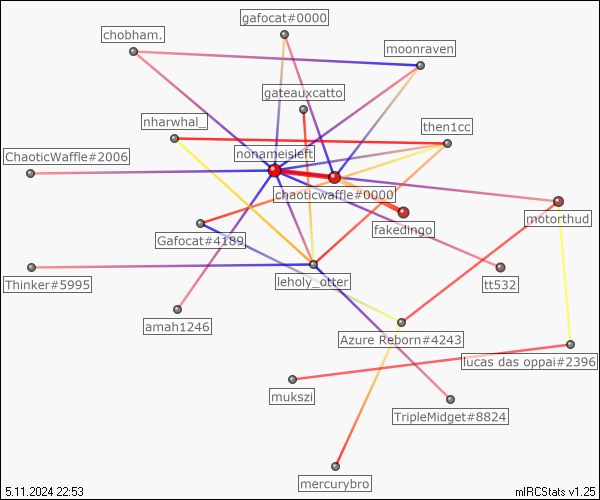 gafocat#0000
chobham.
moonraven
gateauxcatto
nharwhal_
then1cc
nonameisleft
ChaoticWaffle#2006
chaoticwaffle#0000
motorthud
fakedingo
Gafocat#4189
leholy_otter
tt532
Thinker#5995
amah1246
Azure Reborn#4243
lucas das oppai#2396
mukszi
TripleMidget#8824
mercurybro
5.11.2024 22:53
mIRCStats v1.25